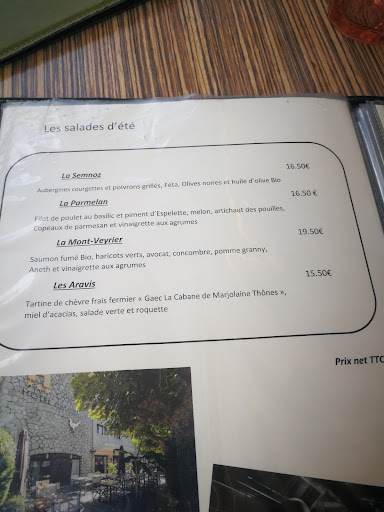 Les salades d'été
La Semnoz
16.50€
Aubergines courgettes et poivrons grillés, Feta, Olives noires et huile d'olive Bio
La Parmelan
16.50 €
Filet de poulet au basilic et piment d'Espelette, melon, artichaut des pouilles,
Copeaux de parmesan et vinaigrette aux agrumes
La Mont-Veyrier
19.50€
Saumon fumé Bio, haricots verts, avocat, concombre, pomme granny,
Aneth et vinaigrette aux agrumes
Les Aravis
15.50€
Tartine de chèvre frais fermier « Gaec La Cabane de Marjolaine Thônes »,
miel d'acacias, salade verte et roquette
Prix net TTC